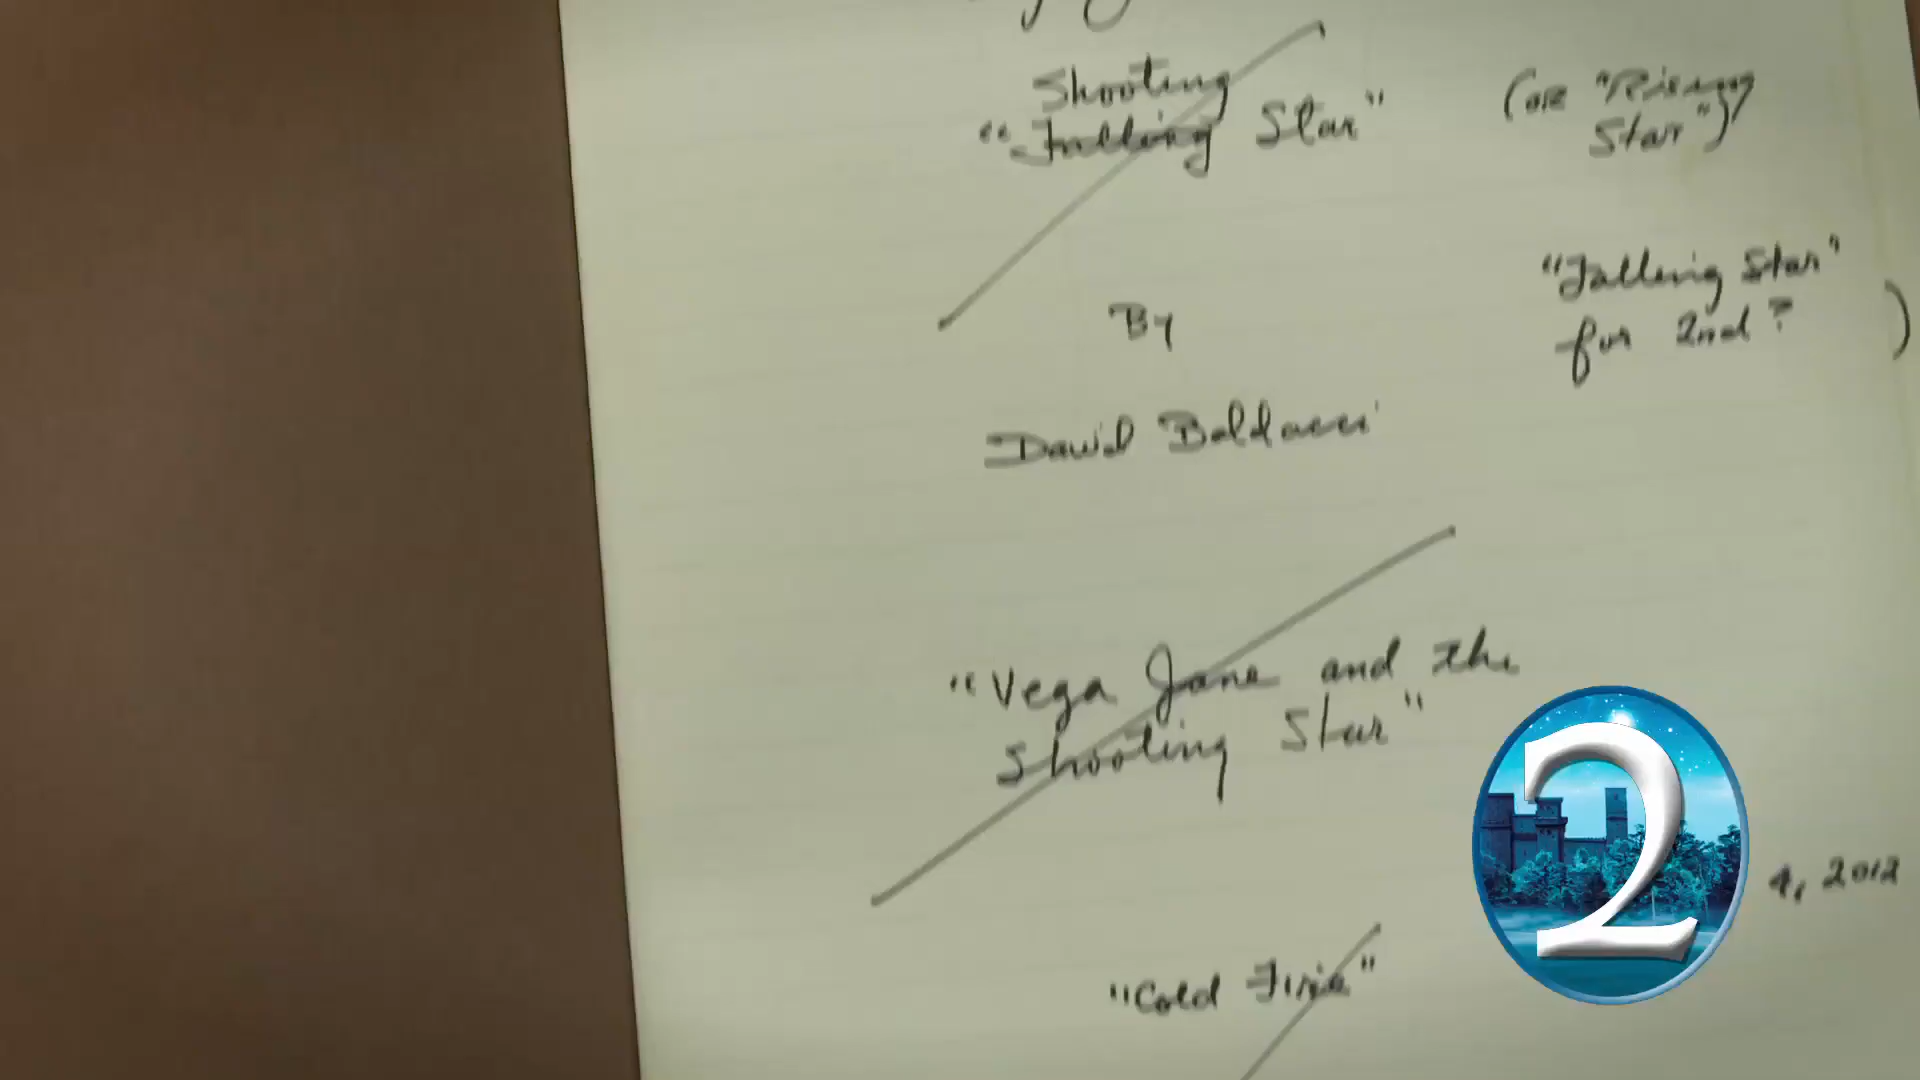 Shooting
"Falling Star"
(OR "Rising
Star")
"Falling Star"
for 2nd?
)
By
David Baldacci
"Vega Jane and the
Shooting Star"
2
4, 2012
"Cold Fire"